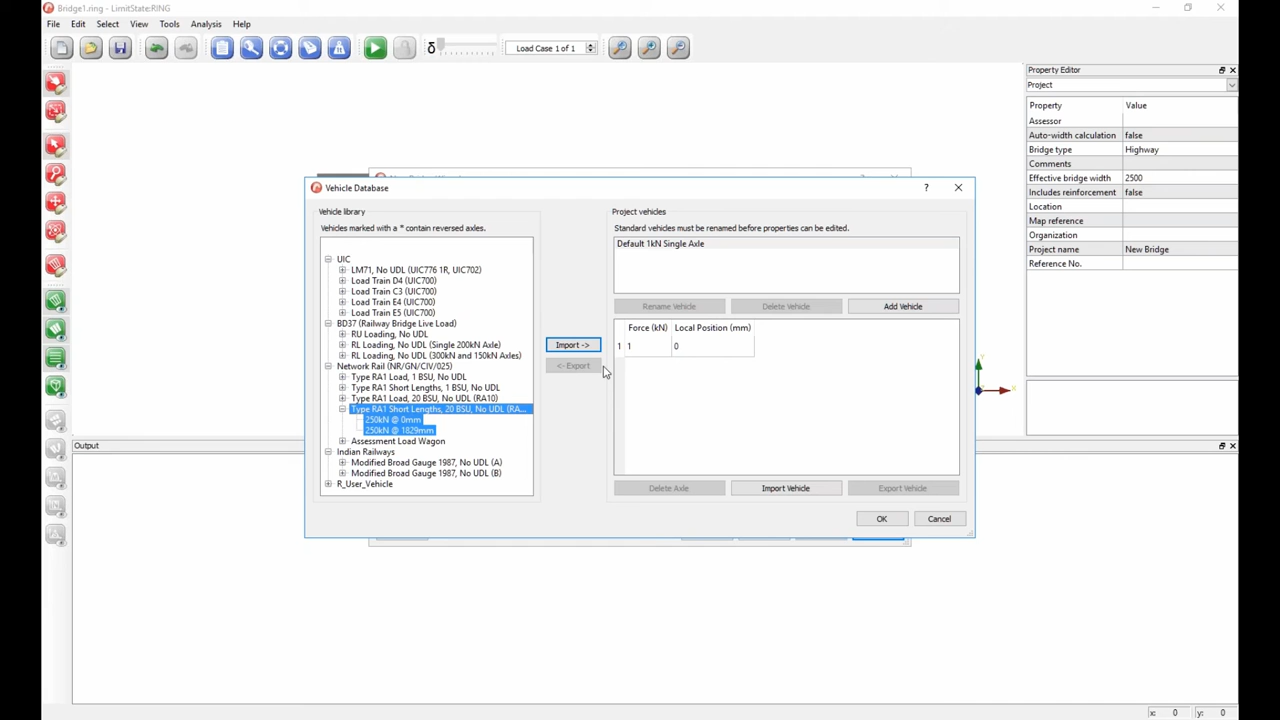 Bridge1.ring - LimitState:RING
File Edit Select View Tools Analysis Help
δ
Load Case 1 of 1
Property Editor
Project
Property Value
Assessor
Auto-width calculation false
Bridge type Highway
Comments
Effective bridge width 2500
Includes reinforcement false
Location
Map reference
Organization
Project name New Bridge
Reference No.
Vehicle Database
?
Vehicle library
Vehicles marked with a * contain reversed axles.
UIC
LM71, No UDL (UIC776 1R, UIC702)
Load Train D4 (UIC700)
Load Train C3 (UIC700)
Load Train E4 (UIC700)
Load Train E5 (UIC700)
BD37 (Railway Bridge Live Load)
RU Loading, No UDL
RL Loading, No UDL (Single 200kN Axle)
RL Loading, No UDL (300kN and 150kN Axles)
Network Rail (NR/GN/CIV/025)
Type RA1 Load, 1 BSU, No UDL
Type RA1 Short Lengths, 1 BSU, No UDL
Type RA1 Load, 20 BSU, No UDL (RA10)
Type RA1 Short Lengths, 20 BSU, No UDL (RA...
250kN @ 0mm
250kN @ 1829mm
Assessment Load Wagon
Indian Railways
Modified Broad Gauge 1987, No UDL (A)
Modified Broad Gauge 1987, No UDL (B)
R_User_Vehicle
Import ->
<- Export
Project vehicles
Standard vehicles must be renamed before properties can be edited.
Default 1kN Single Axle
Rename Vehicle Delete Vehicle Add Vehicle
Force (kN) Local Position (mm)
1 1 0
Delete Axle Import Vehicle Export Vehicle
OK Cancel
Output
x: 0 y: 0